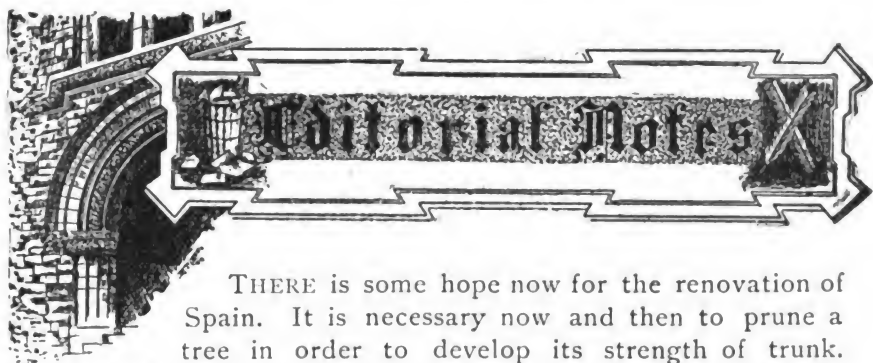 Editorial Notes
THERE is some hope now for the renovation of
Spain. It is necessary now and then to prune a
tree in order to develop its strength of trunk.